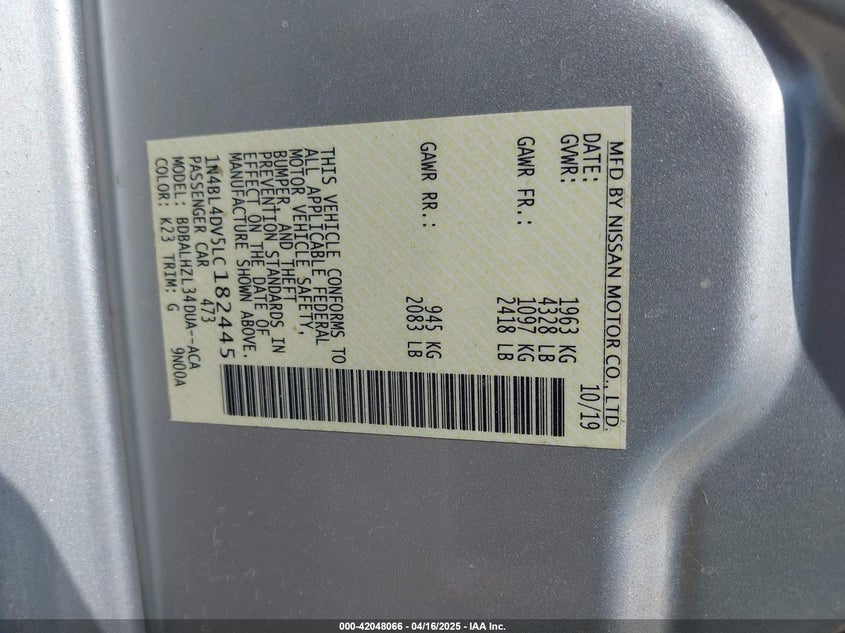 MFD BY NISSAN MOTOR CO., LTD.
DATE: 10/19
GVWR: 1963 KG
4328 LB
GAWR FR.: 1097 KG
2418 LB
GAWR RR.: 945 KG
2083 LB
THIS VEHICLE CONFORMS TO
ALL APPLICABLE FEDERAL
MOTOR VEHICLE SAFETY,
BUMPER, AND THEFT
PREVENTION STANDARDS IN
EFFECT ON THE DATE OF
MANUFACTURE SHOWN ABOVE.
1N4BL4DV5LC182445
PASSENGER CAR 473
MODEL: BDBALHZL34DUA--ACA
COLOR: K23 TRIM: G 9N00A
000-42048066 - 04/16/2025 - IAA Inc.